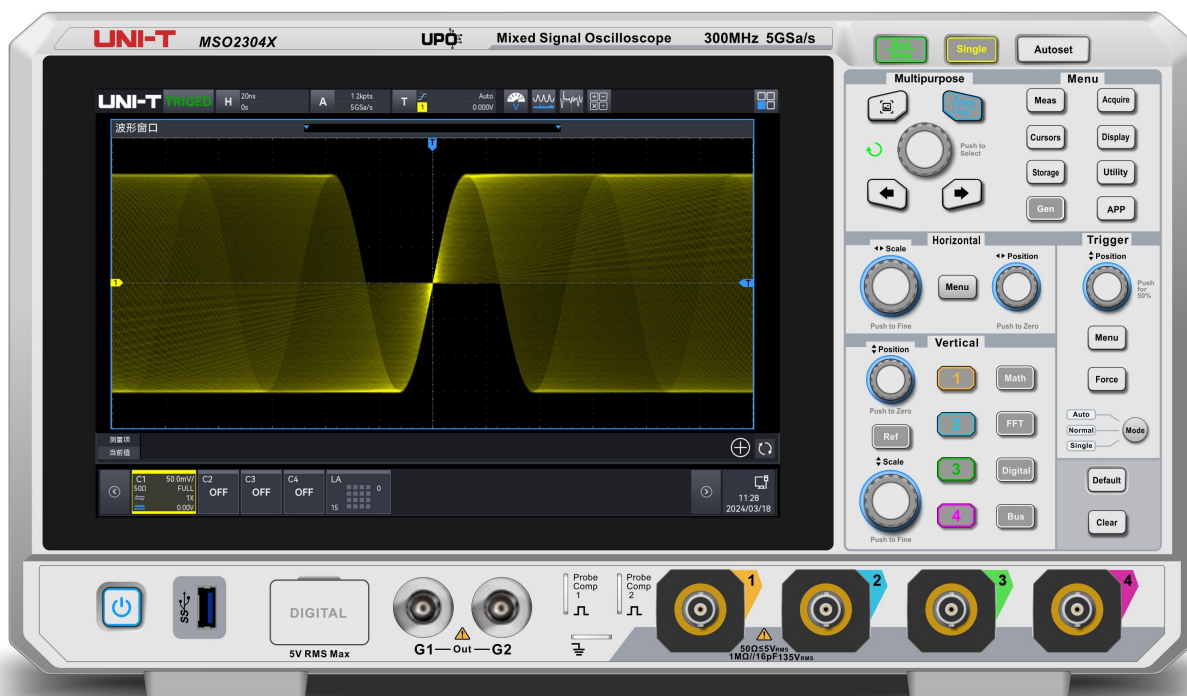 UNI-T MSO2304X UPO Mixed Signal Oscilloscope 300MHz 5GSa/s
Single Autoset
UNI-T TRIGED H 20ns 0s A 1.2kpts 5GSa/s T 1 Auto 0.000V V
波形窗口
T
1
T
测量项
当前值
C1 50.0mV/
50Ω FULL
1X
0.00V
C2 OFF
C3 OFF
C4 OFF
LA 0
15
11:28
2024/03/18
Multipurpose
Push to Select
Menu
Meas Acquire
Cursors Display
Storage Utility
Gen APP
Horizontal
Scale
Position
Menu
Push to Fine
Push to Zero
Trigger
Position
Push for 50%
Menu
Force
Auto
Normal
Single
Mode
Default
Clear
Vertical
Position
Push to Zero
Ref
Scale
Push to Fine
1 Math
2 FFT
3 Digital
4 Bus
SS
DIGITAL
5V RMS Max
G1 Out G2
Probe Comp 1
Probe Comp 2
1 2 3 4
50Ω≤5VRMS
1MΩ//16pF135VRMS